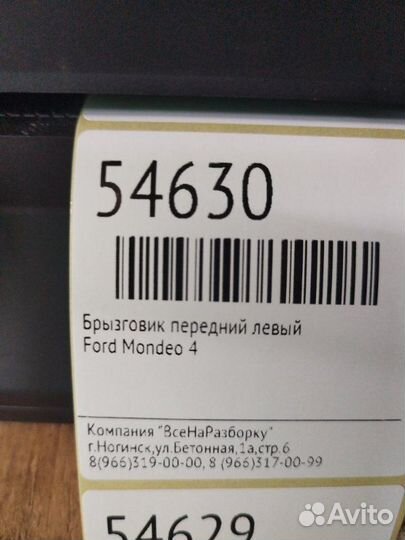 54630
Брызговик передний левый
Ford Mondeo 4
Компания "ВсеНаРазборку"
г.Ногинск,ул.Бетонная,1а,стр.6
8(966)319-00-00, 8 (966)317-00-99
54629
Avito